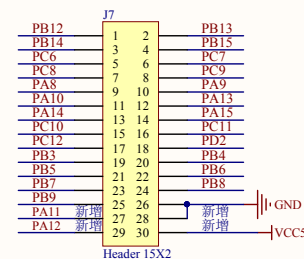 J7
PB12 1 2 PB13
PB14 3 4 PB15
PC6 5 6 PC7
PC8 7 8 PC9
PA8 9 10 PA9
PA10 11 12 PA13
PA14 13 14 PA15
PC10 15 16 PC11
PC12 17 18 PD2
PB3 19 20 PB4
PB5 21 22 PB6
PB7 23 24 PB8
PB9 25 26 GND
PA11 新增 27 28 新增
PA12 新增 29 30 新增 VCC5
Header 15X2